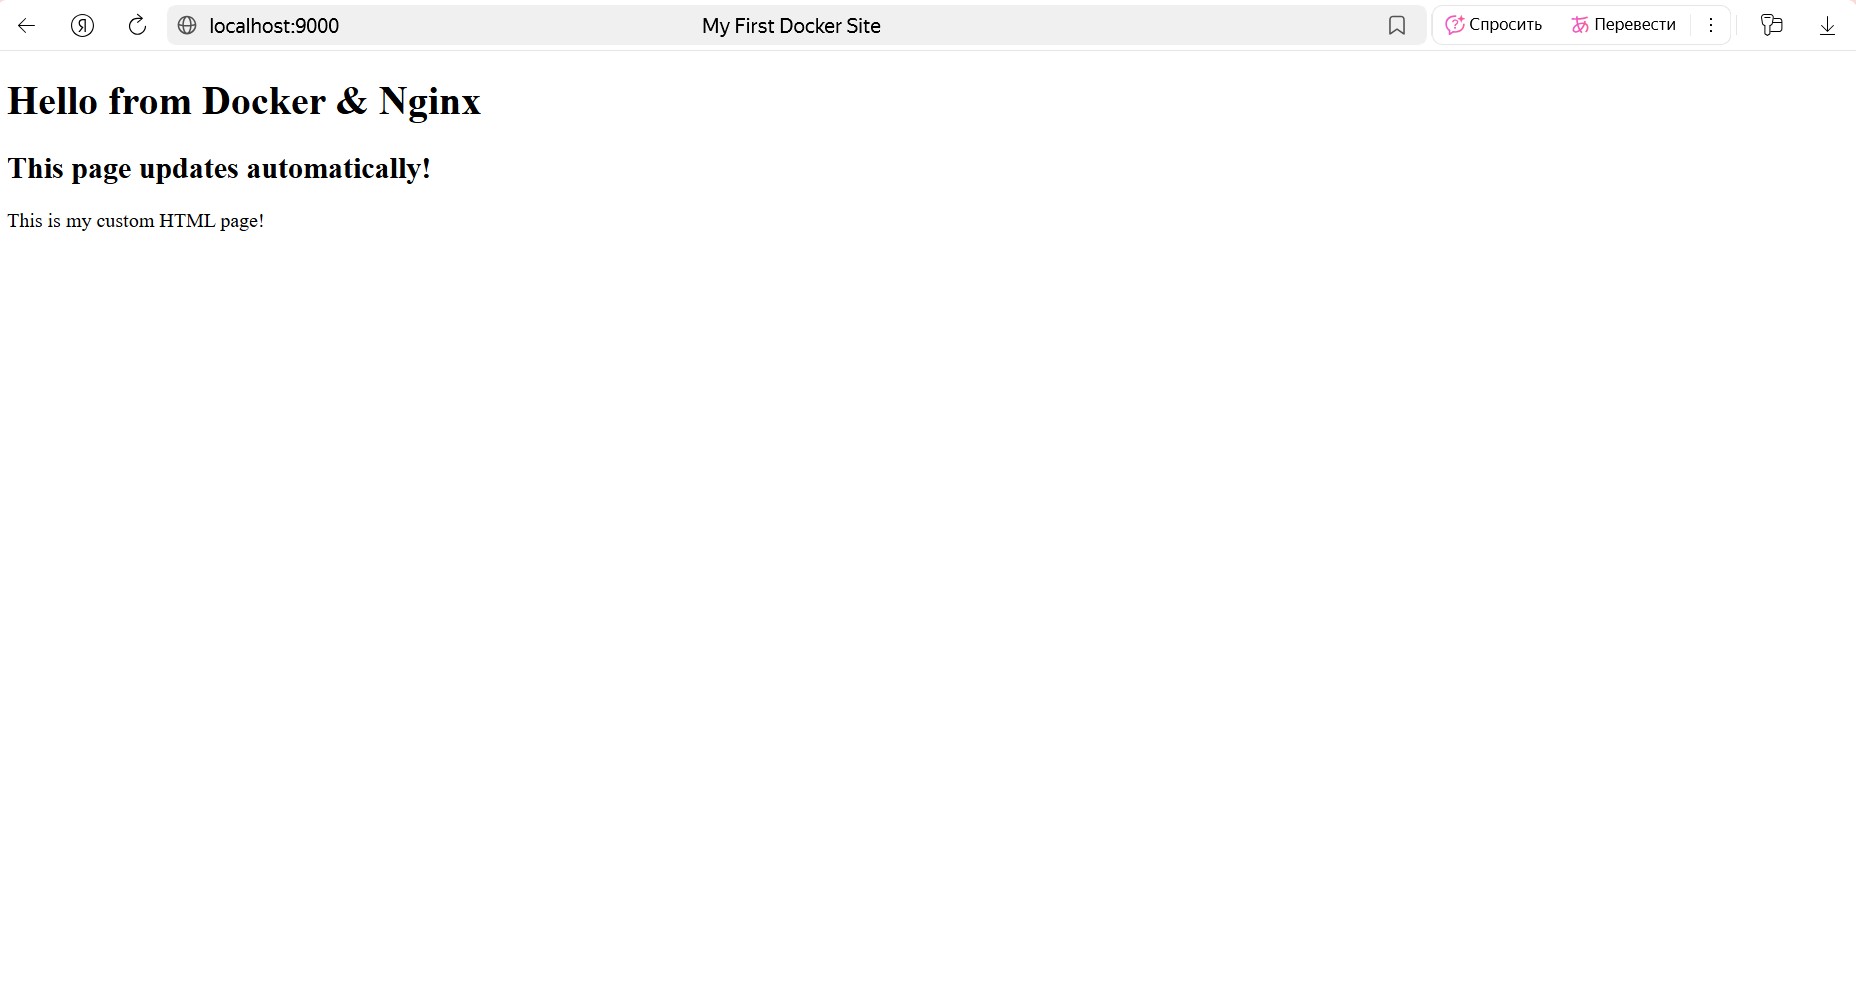 localhost:9000 My First Docker Site Спросить Перевести
Hello from Docker & Nginx
This page updates automatically!
This is my custom HTML page!